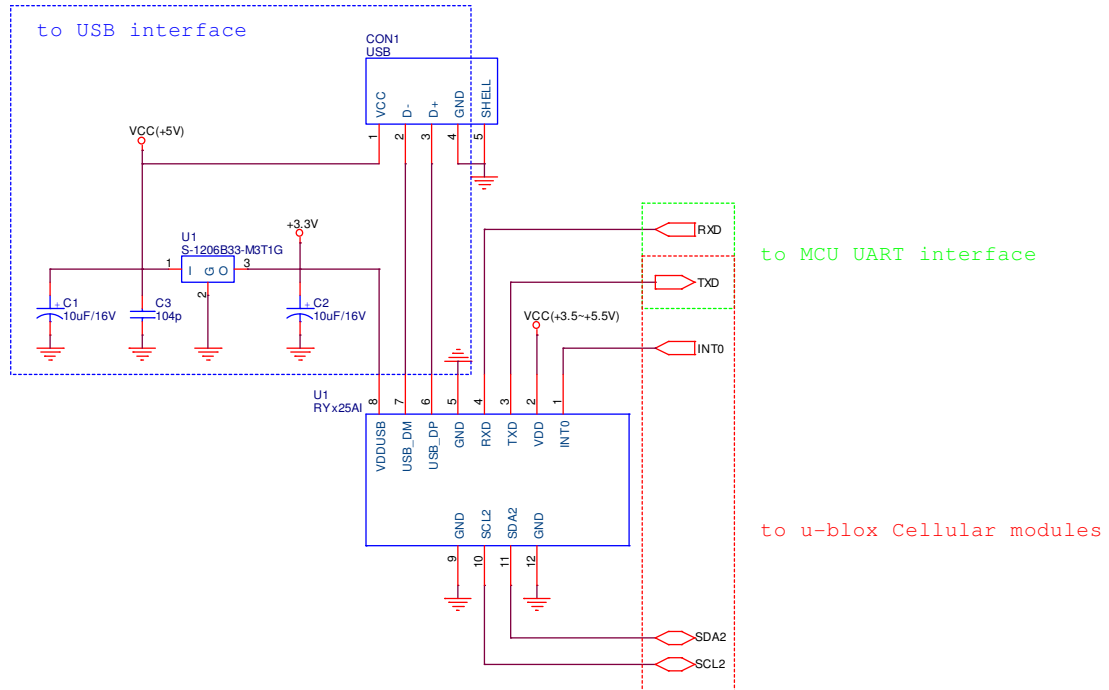 to USB interface
CON1
USB
VCC
D-
D+
GND
SHELL
1
2
3
4
5
VCC(+5V)
+3.3V
U1
S-1206B33-M3T1G
1
I G O
3
2
+
C1
10uF/16V
C3
104p
+
C2
10uF/16V
RXD
to MCU UART interface
TXD
VCC(+3.5~+5.5V)
INT0
U1
RYx25AI
8
7
6
5
4
3
2
1
VDDUSB
USB_DM
USB_DP
GND
RXD
TXD
VDD
INT0
GND
SCL2
SDA2
GND
9
10
11
12
to u-blox Cellular modules
SDA2
SCL2